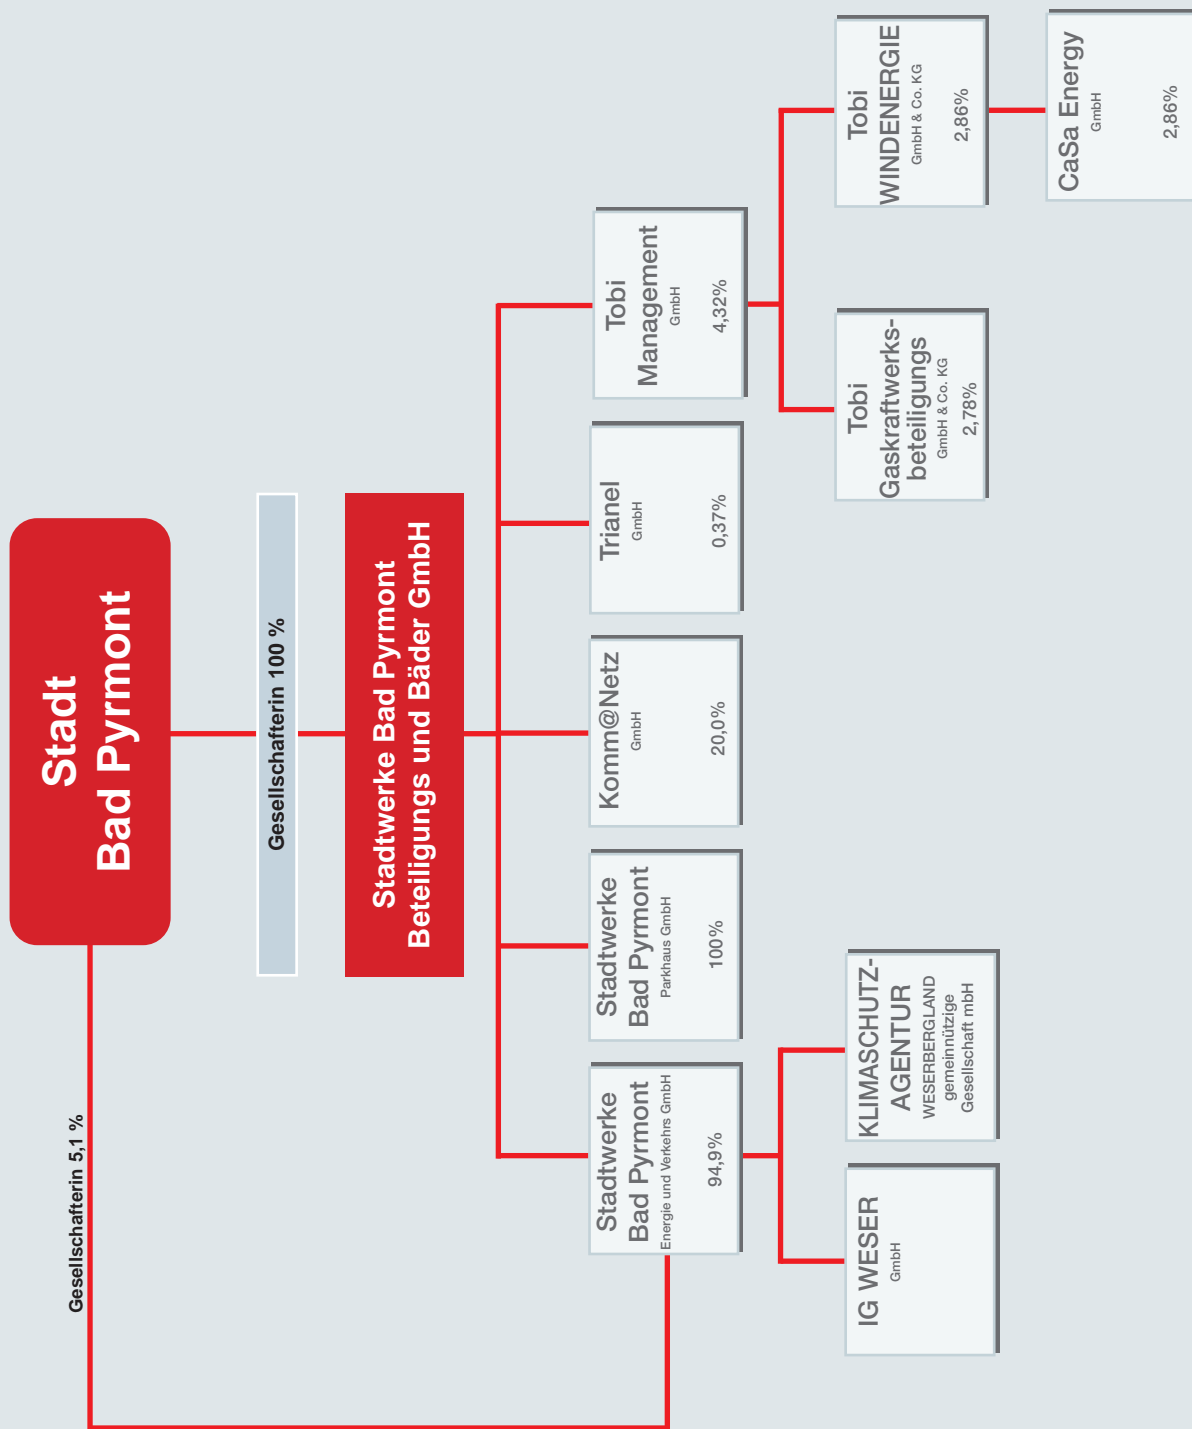 Stadt
Bad Pyrmont
Gesellschafterin 5,1 %
Gesellschafterin 100 %
Stadtwerke Bad Pyrmont
Beteiligungs und Bäder GmbH
Stadtwerke
Bad Pyrmont
Energie und Verkehrs GmbH
94,9%
Stadtwerke
Bad Pyrmont
Parkhaus GmbH
100%
Komm@Netz
GmbH
20,0%
Trianel
GmbH
0,37%
Tobi
Management
GmbH
4,32%
IG WESER
GmbH
KLIMASCHUTZ-
AGENTUR
WESERBERGLAND
gemeinnützige
Gesellschaft mbH
Tobi
Gaskraftwerks-
beteiligungs
GmbH & Co. KG
2,78%
Tobi
WINDENERGIE
GmbH & Co. KG
2,86%
CaSa Energy
GmbH
2,86%